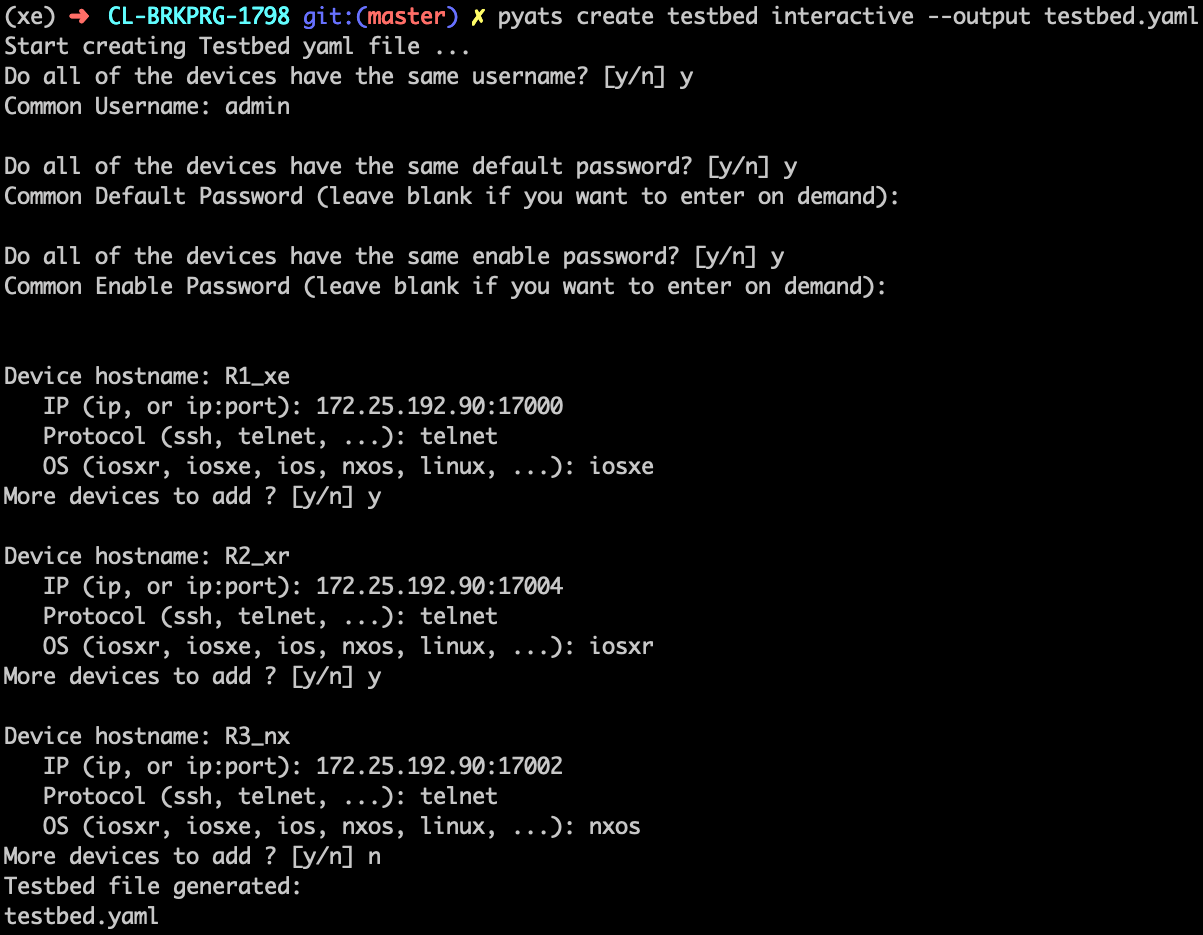 (xe) ➜ CL-BRKPRG-1798 git:(master) ✗ pyats create testbed interactive --output testbed.yaml
Start creating Testbed yaml file ...
Do all of the devices have the same username? [y/n] y
Common Username: admin
Do all of the devices have the same default password? [y/n] y
Common Default Password (leave blank if you want to enter on demand):
Do all of the devices have the same enable password? [y/n] y
Common Enable Password (leave blank if you want to enter on demand):
Device hostname: R1_xe
IP (ip, or ip:port): 172.25.192.90:17000
Protocol (ssh, telnet, ...): telnet
OS (iosxr, iosxe, ios, nxos, linux, ...): iosxe
More devices to add ? [y/n] y
Device hostname: R2_xr
IP (ip, or ip:port): 172.25.192.90:17004
Protocol (ssh, telnet, ...): telnet
OS (iosxr, iosxe, ios, nxos, linux, ...): iosxr
More devices to add ? [y/n] y
Device hostname: R3_nx
IP (ip, or ip:port): 172.25.192.90:17002
Protocol (ssh, telnet, ...): telnet
OS (iosxr, iosxe, ios, nxos, linux, ...): nxos
More devices to add ? [y/n] n
Testbed file generated:
testbed.yaml